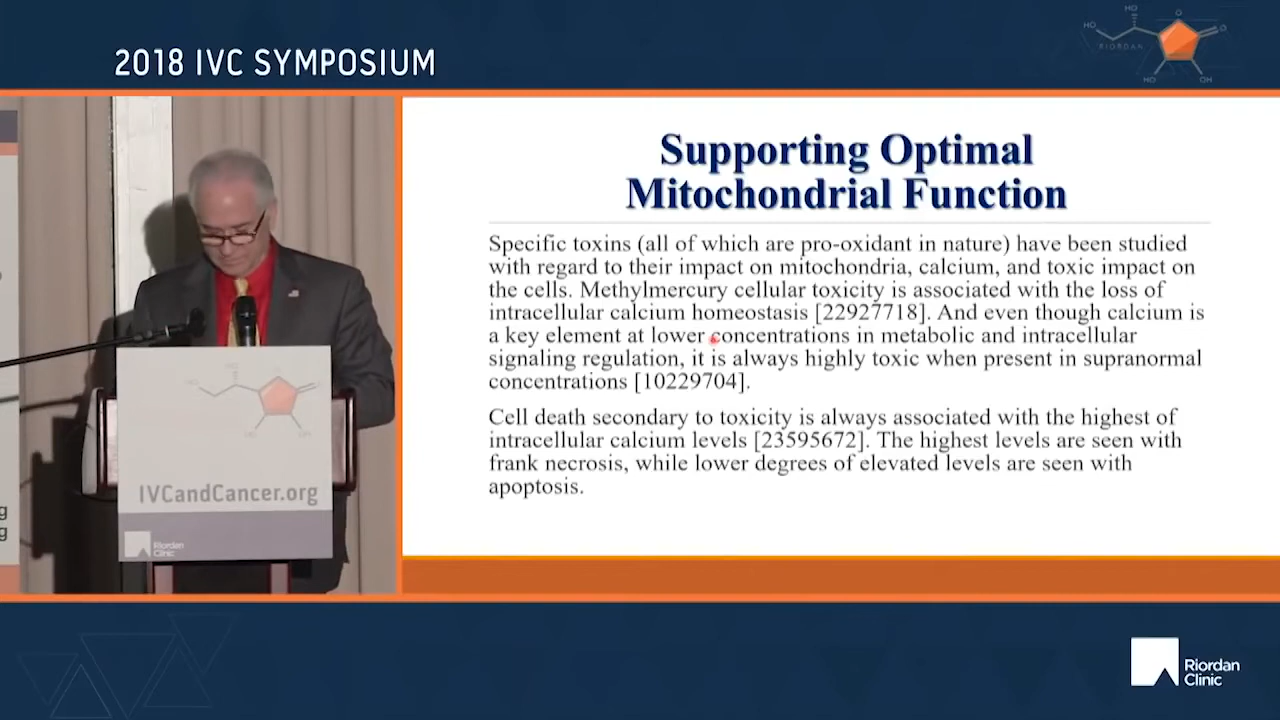 2018 IVC SYMPOSIUM
HO
HO
O
O
RIORDAN
HO
OH
Supporting Optimal
Mitochondrial Function
Specific toxins (all of which are pro-oxidant in nature) have been studied
with regard to their impact on mitochondria, calcium, and toxic impact on
the cells. Methylmercury cellular toxicity is associated with the loss of
intracellular calcium homeostasis [22927718]. And even though calcium is
a key element at lower concentrations in metabolic and intracellular
signaling regulation, it is always highly toxic when present in supranormal
concentrations [10229704].
Cell death secondary to toxicity is always associated with the highest of
intracellular calcium levels [23595672]. The highest levels are seen with
frank necrosis, while lower degrees of elevated levels are seen with
apoptosis.
IVCandCancer.org
Riordan
Clinic
g
g
Riordan
Clinic